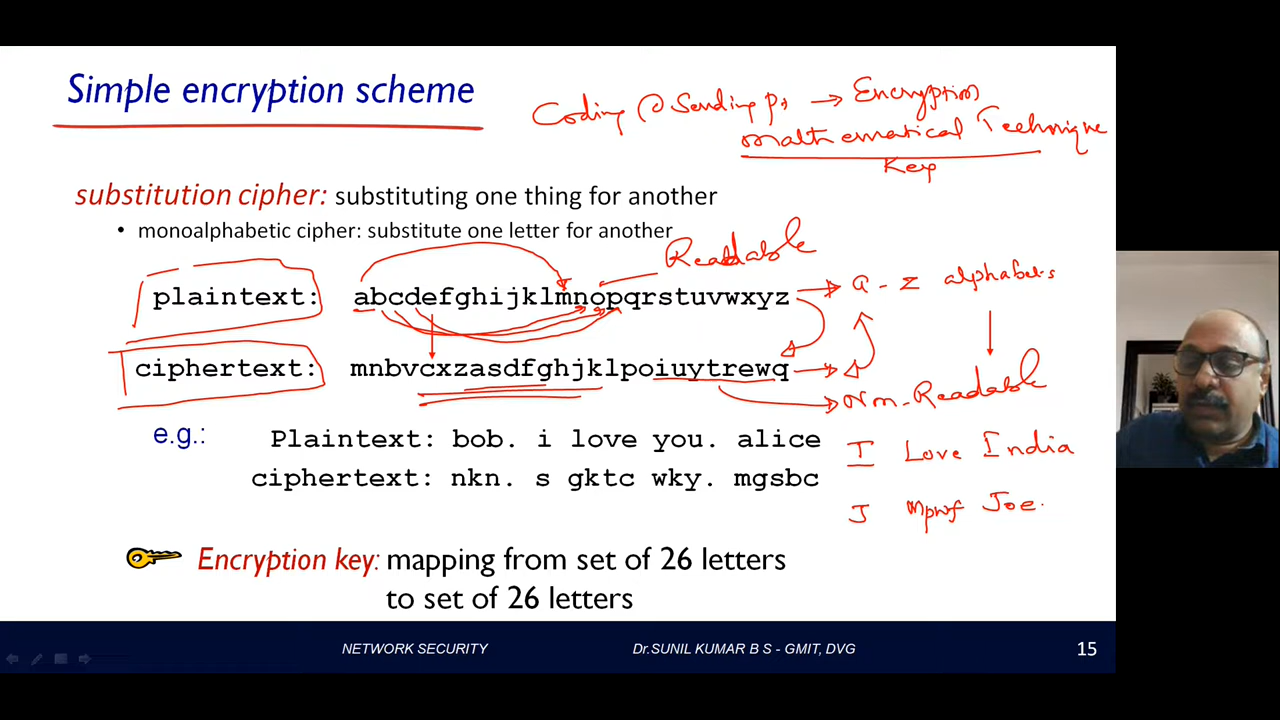 Simple encryption scheme
Coding @ Sending → Encryption
Mathematical Technique
Key
substitution cipher: substituting one thing for another
• monoalphabetic cipher: substitute one letter for another
Readable
plaintext: abcdefghijklmnopqrstuvwxyz → a - z alphabets
ciphertext: mnbvcxzasdfghjklpoiuytrewq
Non-Readable
e.g.: Plaintext: bob. i love you. alice
ciphertext: nkn. s gktc wky. mgsbc
I Love India
J Mpwf Joe.
Encryption key: mapping from set of 26 letters
to set of 26 letters
NETWORK SECURITY Dr.SUNIL KUMAR B S - GMIT, DVG 15